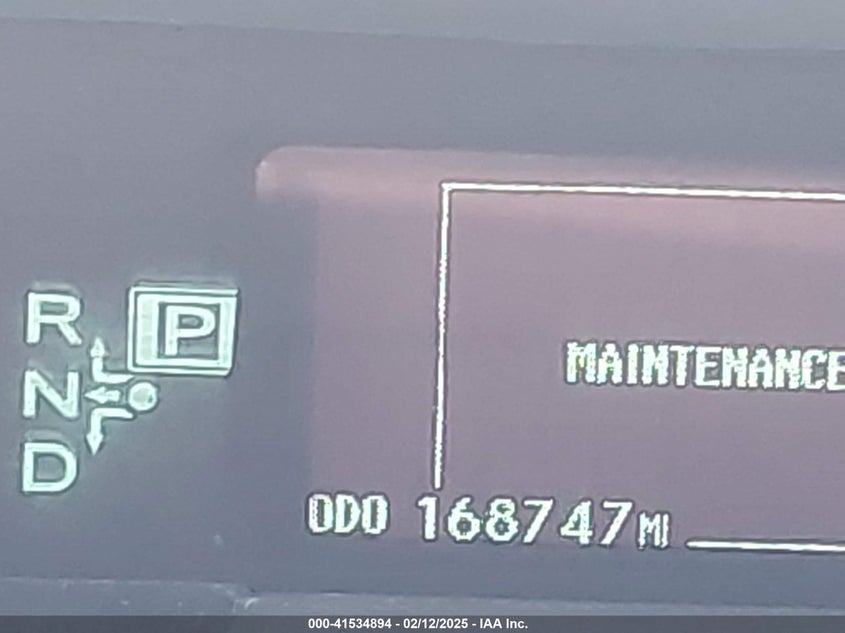 R
P
N
D
MAINTENANCE
ODO 168747MI
000-41534894 - 02/12/2025 - IAA Inc.